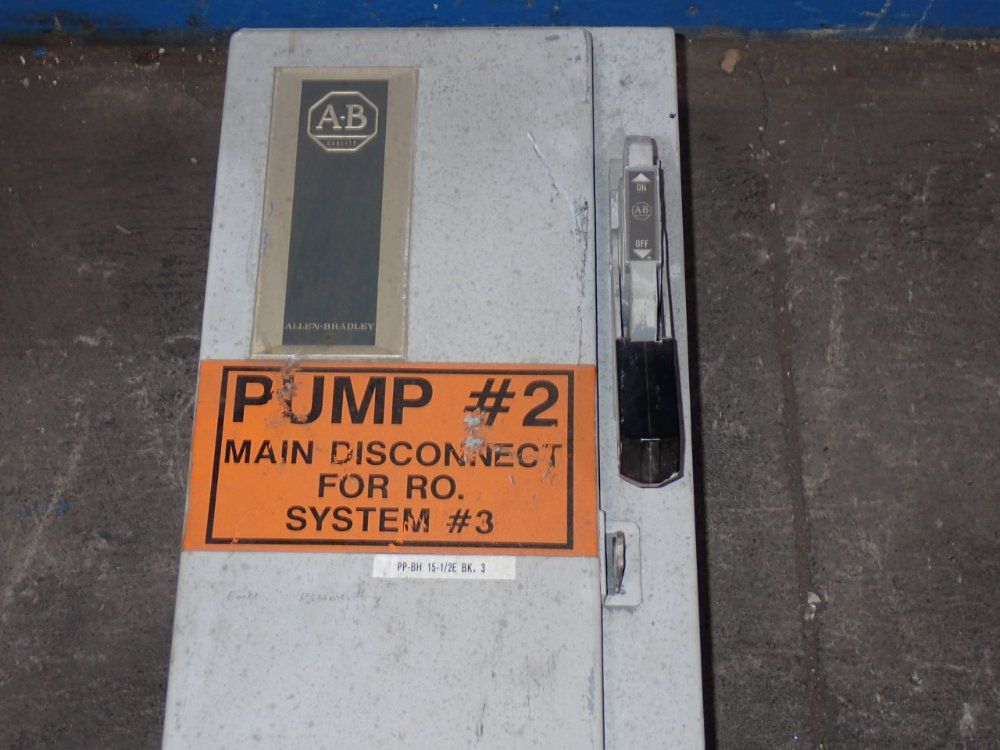 A-B
QUALITY
ALLEN-BRADLEY
ON
AB
OFF
PUMP #2
MAIN DISCONNECT
FOR RO.
SYSTEM #3
PP-BH 15-1/2E BK. 3